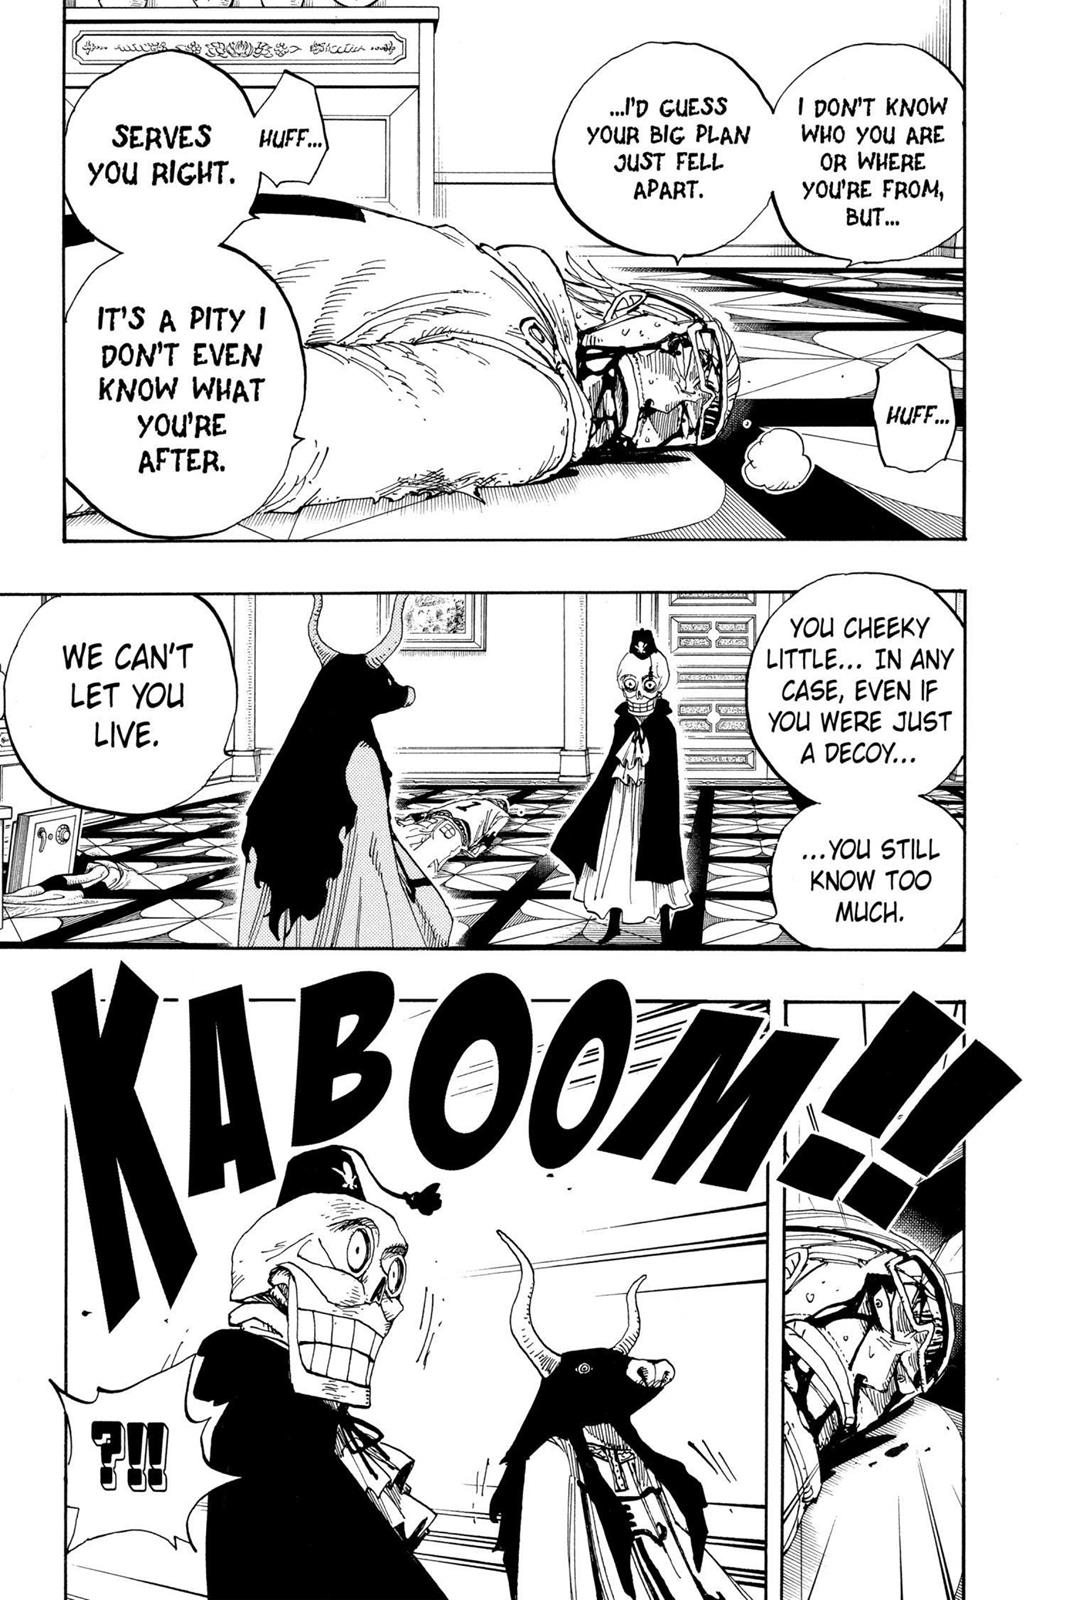 I DON'T KNOW
WHO YOU ARE
OR WHERE
YOU'RE FROM,
BUT...
...I'D GUESS
YOUR BIG PLAN
JUST FELL
APART.
HUFF...
HUFF...
SERVES
YOU RIGHT.
IT'S A PITY I
DON'T EVEN
KNOW WHAT
YOU'RE
AFTER.
YOU CHEEKY
LITTLE... IN ANY
CASE, EVEN IF
YOU WERE JUST
A DECOY...
...YOU STILL
KNOW TOO
MUCH.
WE CAN'T
LET YOU
LIVE.
1
KABOOM!!
?!!